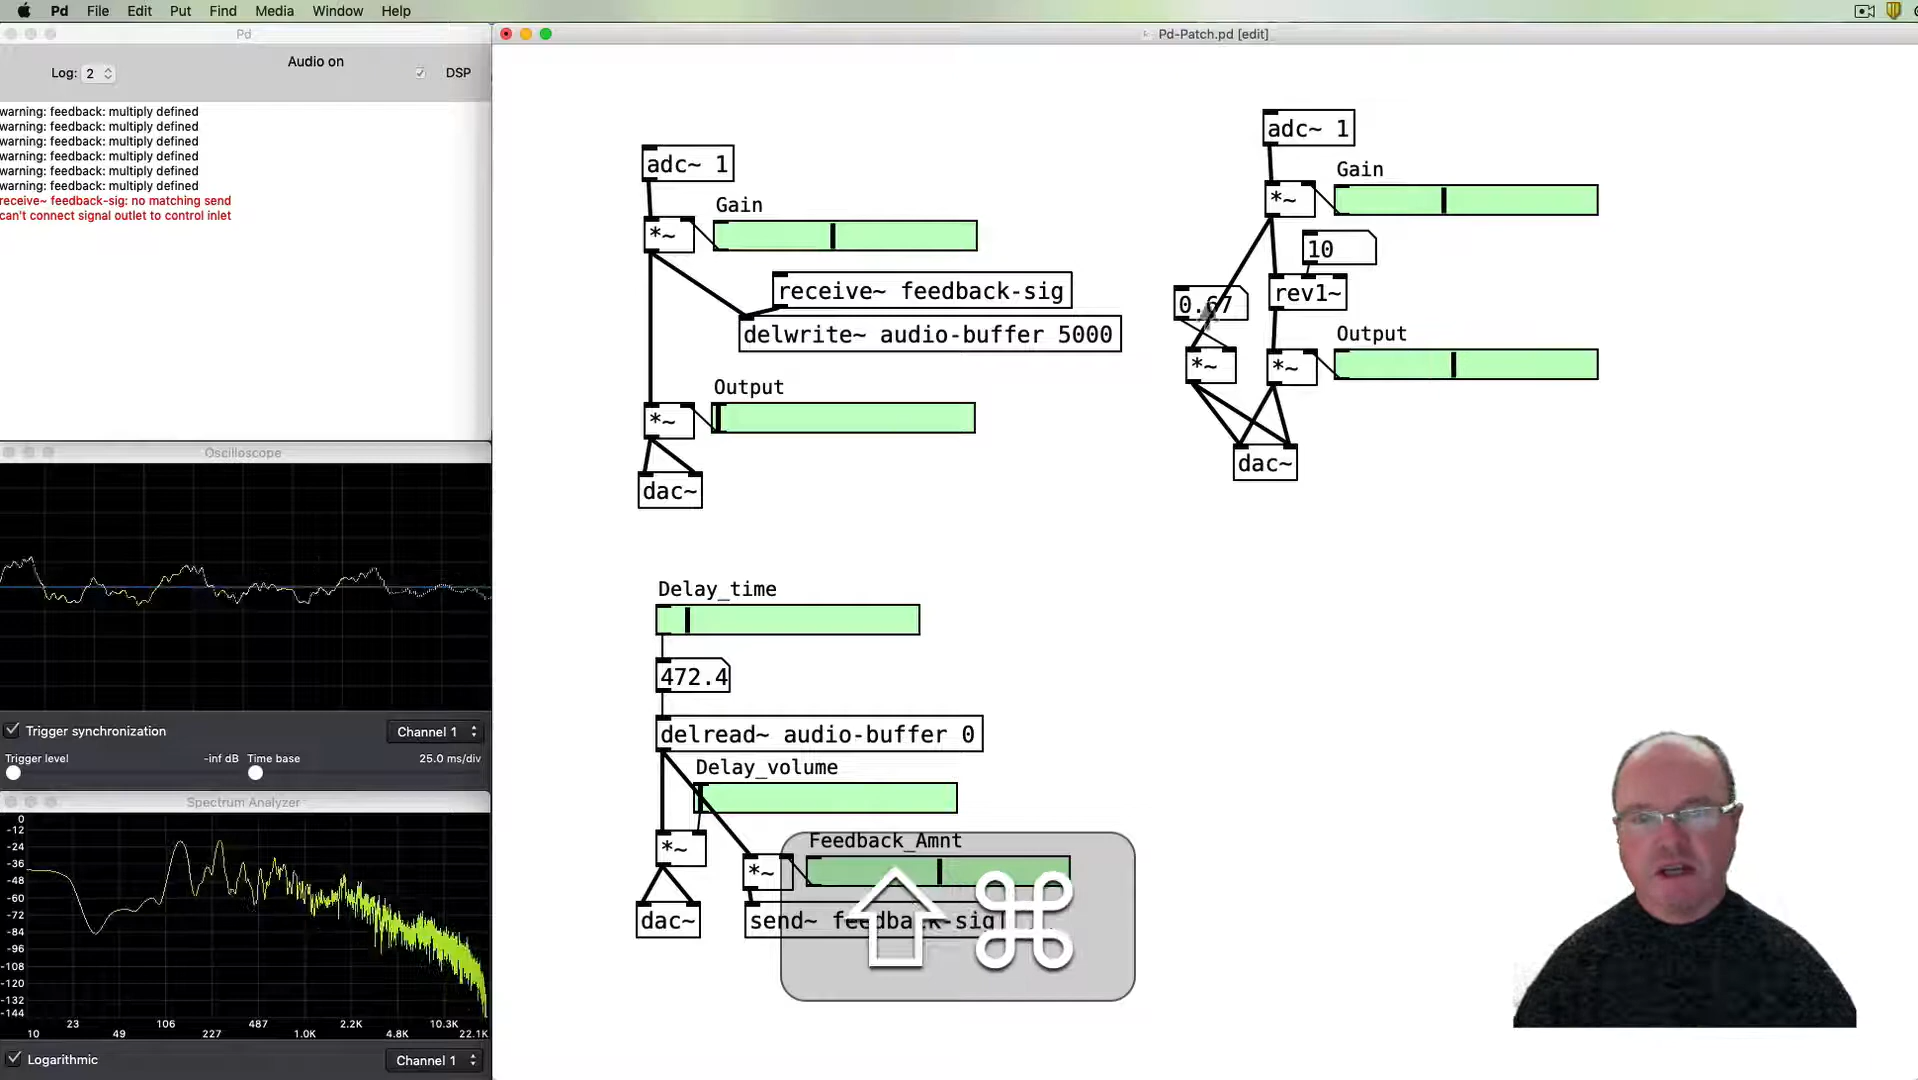 Pd File Edit Put Find Media Window Help
Pd
Log: 2
Audio on
DSP
warning: feedback: multiply defined
warning: feedback: multiply defined
warning: feedback: multiply defined
warning: feedback: multiply defined
warning: feedback: multiply defined
warning: feedback: multiply defined
receive~ feedback-sig: no matching send
can't connect signal outlet to control inlet
Oscilloscope
Trigger synchronization
Channel 1
Trigger level
-inf dB
Time base
25.0 ms/div
Spectrum Analyzer
0
-12
-24
-36
-48
-60
-72
-84
-96
-108
-120
-132
-144
23 106 487 2.2K 10.3K
10 49 227 1.0K 4.8K 22.1K
Logarithmic
Channel 1
Pd-Patch.pd [edit]
adc~ 1
Gain
*~
receive~ feedback-sig
delwrite~ audio-buffer 5000
Output
*~
dac~
adc~ 1
Gain
*~
10
0.67
rev1~
Output
*~
*~
dac~
Delay_time
472.4
delread~ audio-buffer 0
Delay_volume
*~
Feedback_Amnt
*~
dac~
send~ feedback-sig